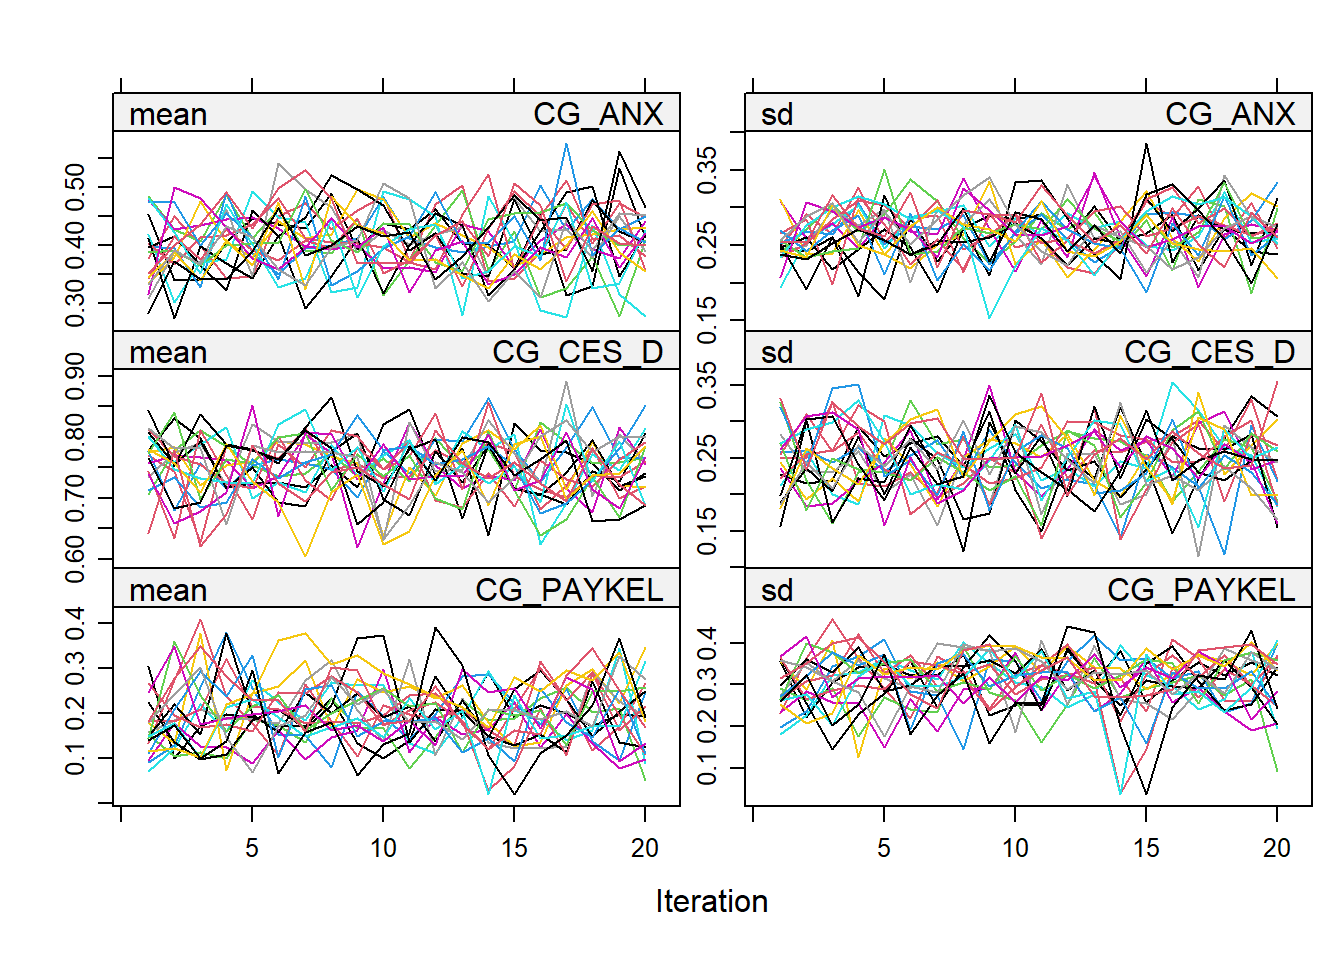 mean CG_ANX
sd CG_ANX
0.30 0.40 0.50
0.15 0.25 0.35
mean CG_CES_D
sd CG_CES_D
0.60 0.70 0.80 0.90
0.15 0.25 0.35
mean CG_PAYKEL
sd CG_PAYKEL
0.1 0.2 0.3 0.4
0.1 0.2 0.3 0.4
5 10 15 20
5 10 15 20
Iteration